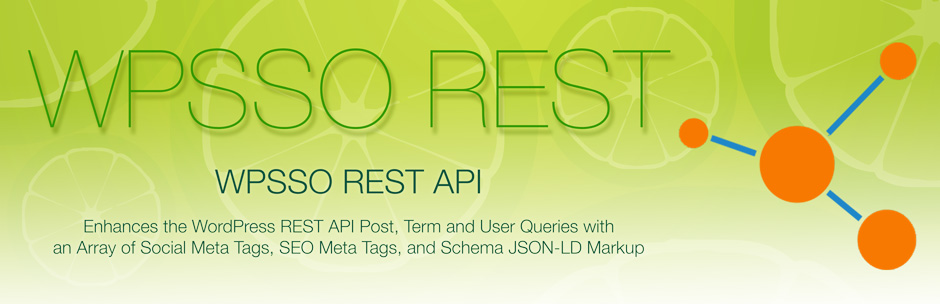 WPSSO REST
WPSSO REST API
Enhances the WordPress REST API Post, Term and User Queries with
an Array of Social Meta Tags, SEO Meta Tags, and Schema JSON-LD Markup